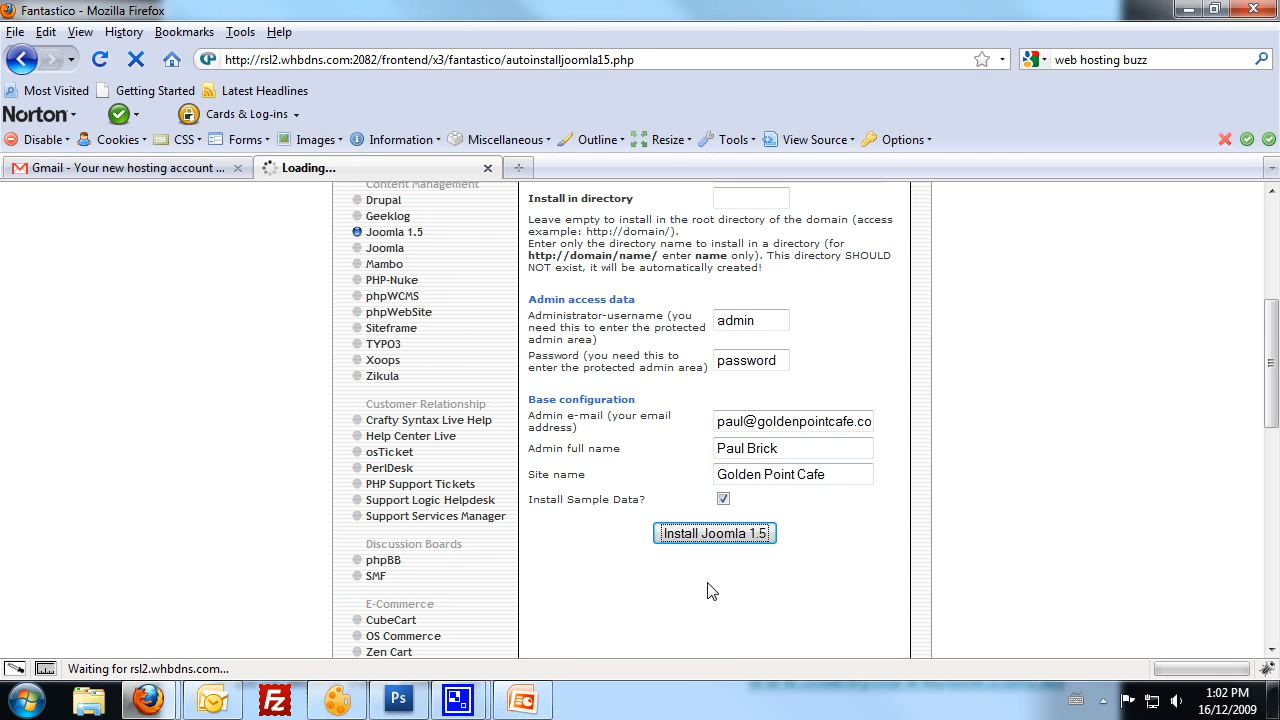 Fantastico - Mozilla Firefox
File Edit View History Bookmarks Tools Help
http://rsl2.whbdns.com:2082/frontend/x3/fantastico/autoinstalljoomla15.php
web hosting buzz
Most Visited Getting Started Latest Headlines
Norton Cards & Log-ins
Disable Cookies CSS Forms Images Information Miscellaneous Outline Resize Tools View Source Options
Gmail - Your new hosting account ... Loading...
Content Management
Drupal
Geeklog
Joomla 1.5
Joomla
Mambo
PHP-Nuke
phpWCMS
phpWebSite
Siteframe
TYPO3
Xoops
Zikula
Customer Relationship
Crafty Syntax Live Help
Help Center Live
osTicket
PerlDesk
PHP Support Tickets
Support Logic Helpdesk
Support Services Manager
Discussion Boards
phpBB
SMF
E-Commerce
CubeCart
OS Commerce
Zen Cart
Install in directory
Leave empty to install in the root directory of the domain (access
example: http://domain/).
Enter only the directory name to install in a directory (for
http://domain/name/ enter name only). This directory SHOULD
NOT exist, it will be automatically created!
Admin access data
Administrator-username (you
need this to enter the protected
admin area)
admin
Password (you need this to
enter the protected admin area)
password
Base configuration
Admin e-mail (your email
address)
paul@goldenpointcafe.co
Admin full name
Paul Brick
Site name
Golden Point Cafe
Install Sample Data?
Install Joomla 1.5
Waiting for rsl2.whbdns.com...
Ps
1:02 PM
16/12/2009